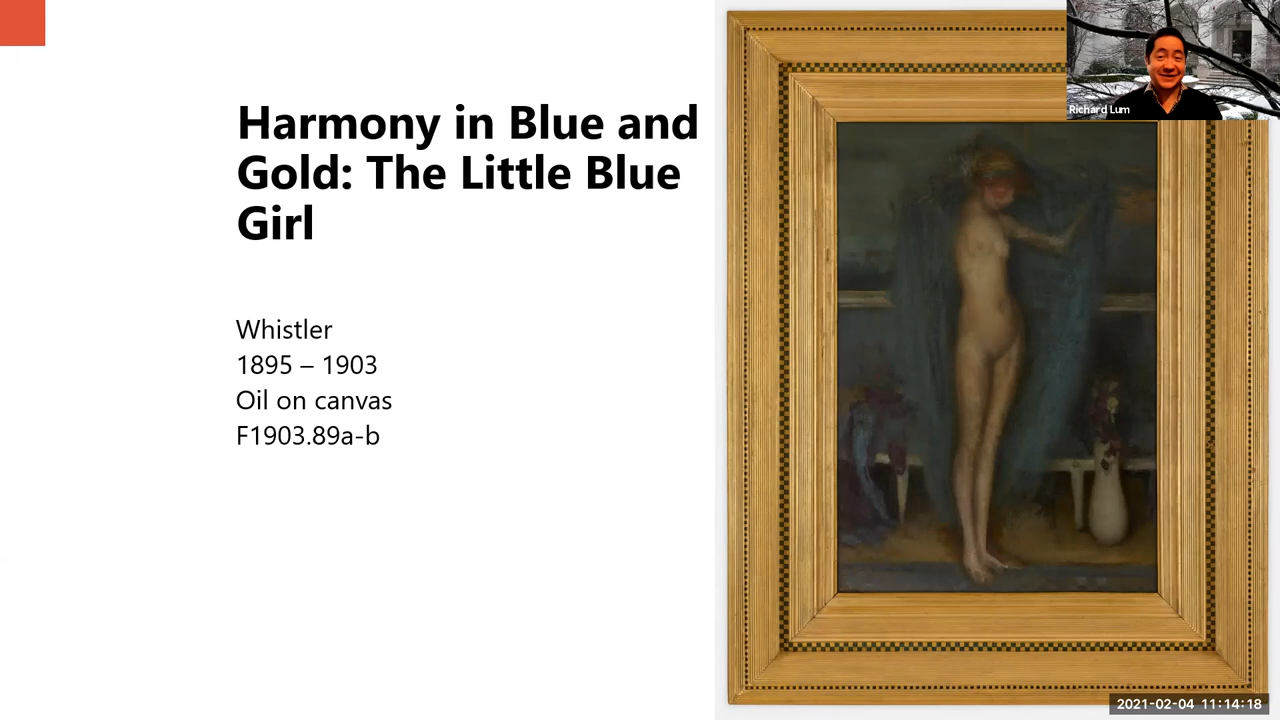 Harmony in Blue and
Gold: The Little Blue
Girl
Whistler
1895 – 1903
Oil on canvas
F1903.89a-b
Richard Lum
2021-02-04 11:14:18